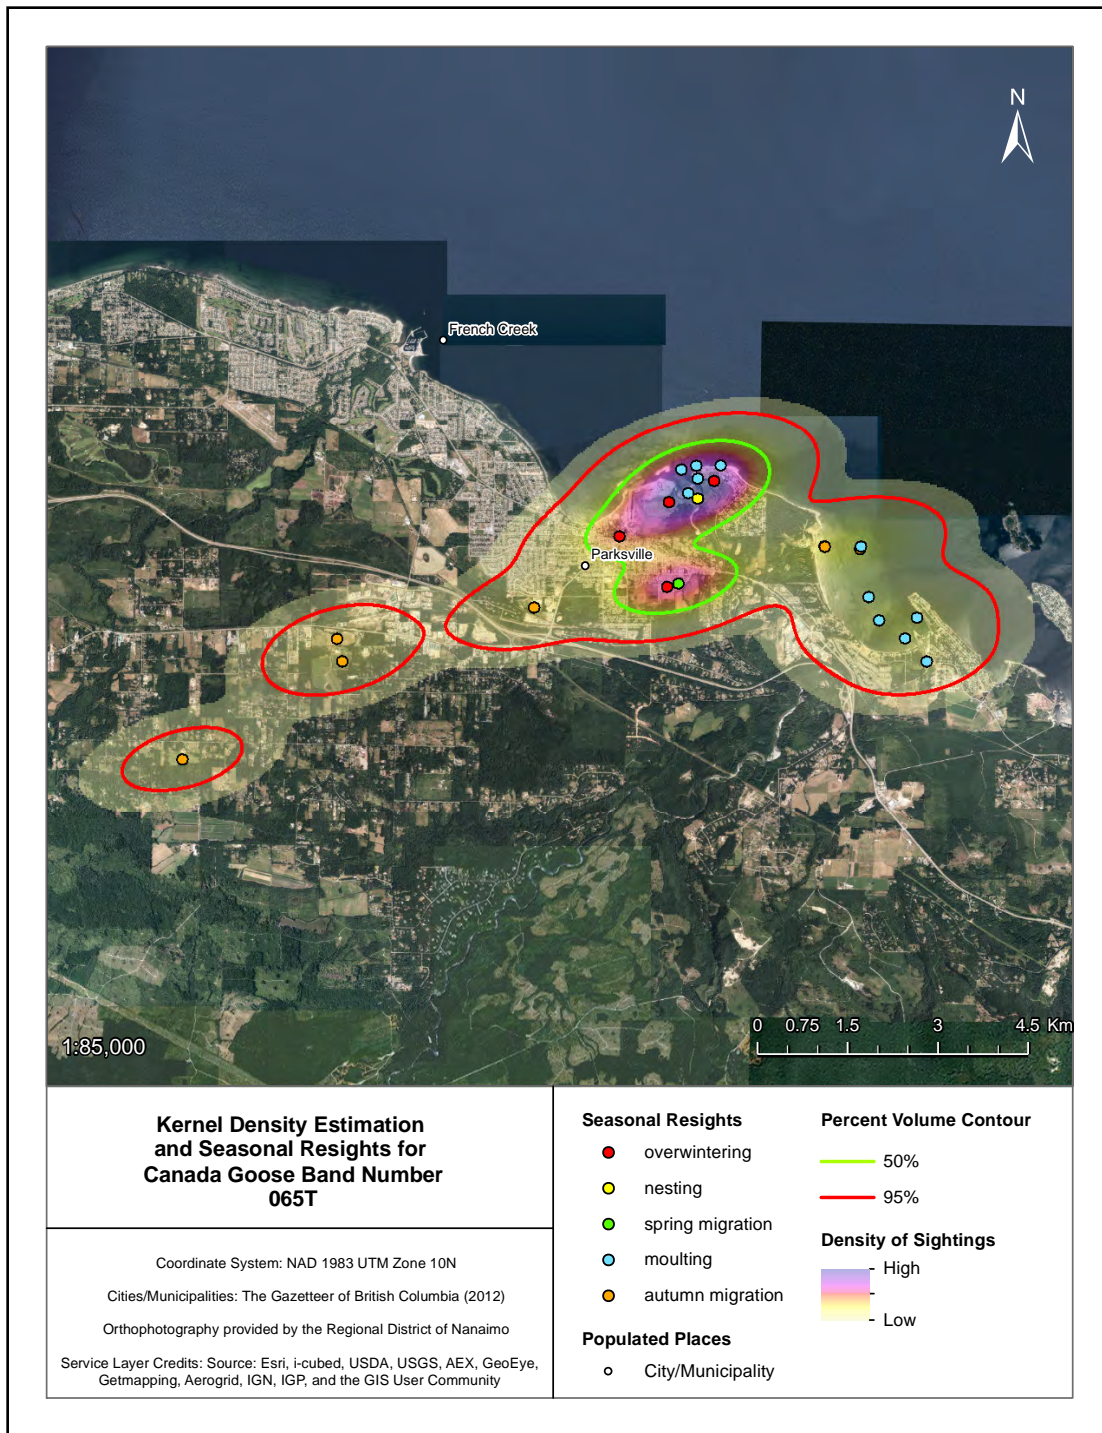 N
French Creek
Parksville
0 0.75 1.5 3 4.5 Km
1:85,000
Kernel Density Estimation
and Seasonal Resights for
Canada Goose Band Number
065T
Coordinate System: NAD 1983 UTM Zone 10N
Cities/Municipalities: The Gazetteer of British Columbia (2012)
Orthophotography provided by the Regional District of Nanaimo
Service Layer Credits: Source: Esri, i-cubed, USDA, USGS, AEX, GeoEye,
Getmapping, Aerogrid, IGN, IGP, and the GIS User Community
Seasonal Resights
overwintering
nesting
spring migration
moulting
autumn migration
Populated Places
City/Municipality
Percent Volume Contour
50%
95%
Density of Sightings
High
Low